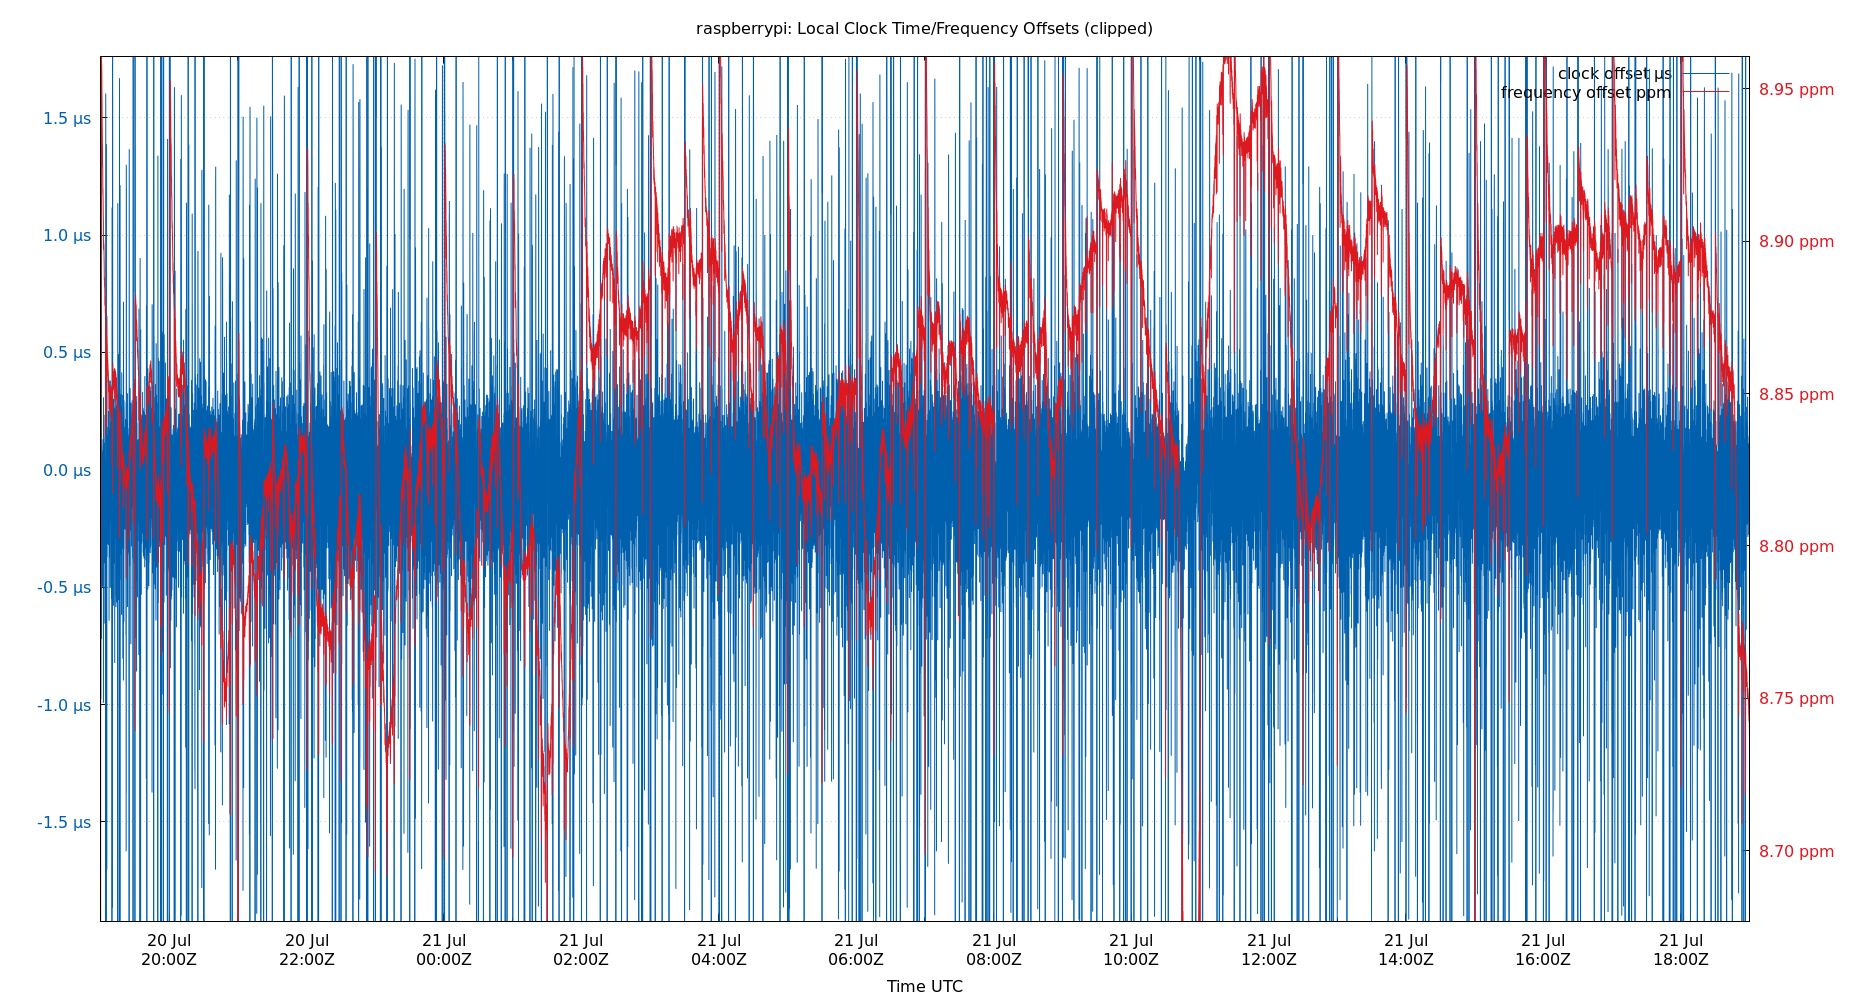 raspberrypi: Local Clock Time/Frequency Offsets (clipped)
clock offset µs
frequency offset ppm
1.5 µs
1.0 µs
0.5 µs
0.0 µs
-0.5 µs
-1.0 µs
-1.5 µs
8.95 ppm
8.90 ppm
8.85 ppm
8.80 ppm
8.75 ppm
8.70 ppm
20 Jul 20 Jul 21 Jul 21 Jul 21 Jul 21 Jul 21 Jul 21 Jul 21 Jul 21 Jul 21 Jul 21 Jul
20:00Z 22:00Z 00:00Z 02:00Z 04:00Z 06:00Z 08:00Z 10:00Z 12:00Z 14:00Z 16:00Z 18:00Z
Time UTC